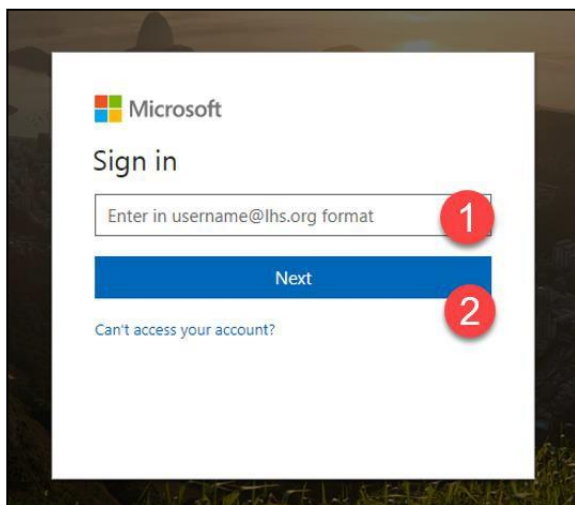 Microsoft
Sign in
Enter in username@lhs.org format
1
Next
2
Can't access your account?